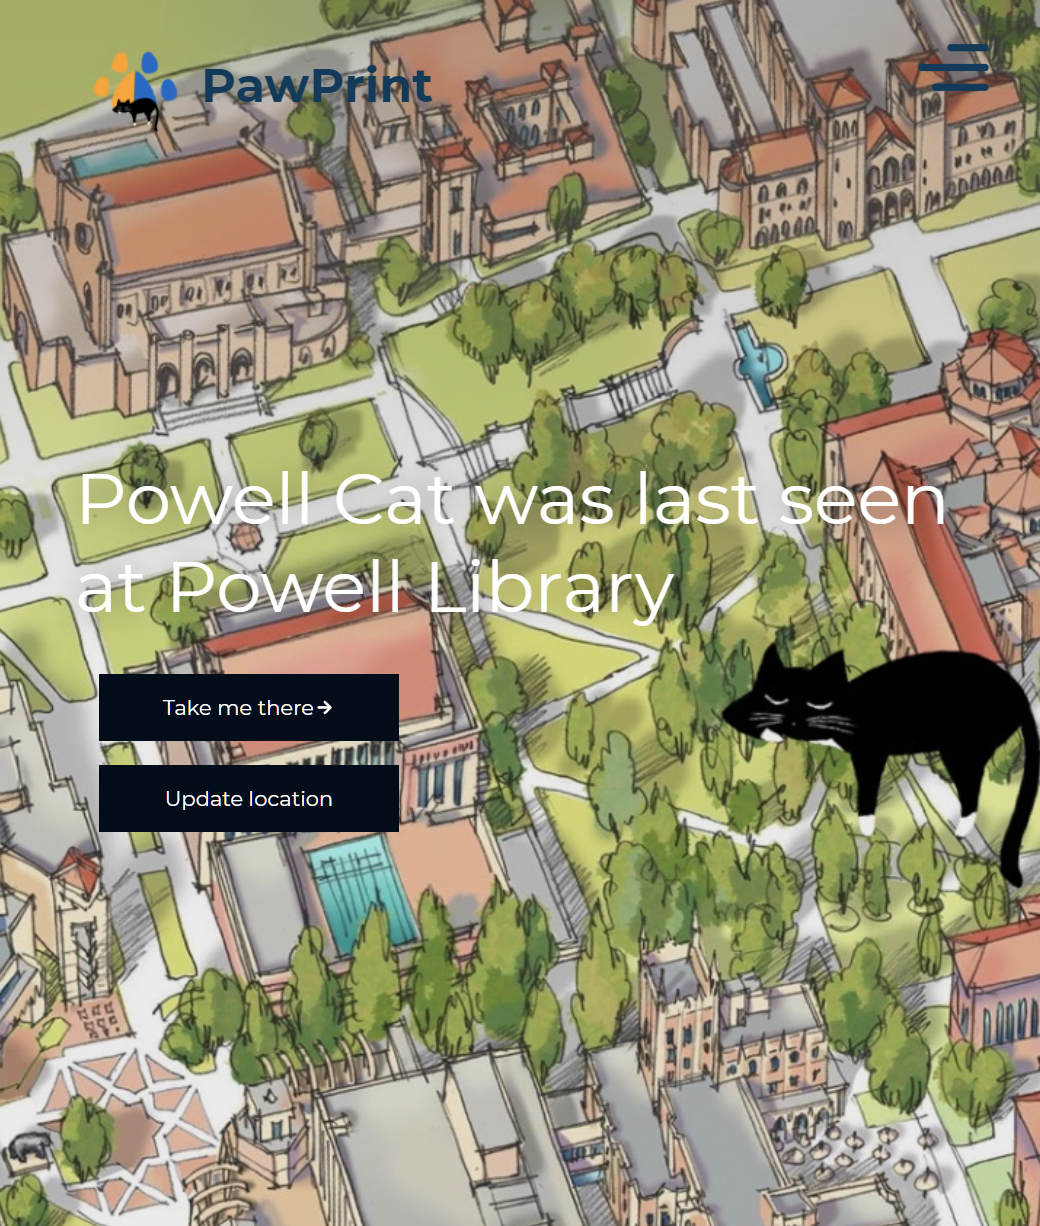 PawPrint
Powell Cat was last seen
at Powell Library
Take me there→
Update location